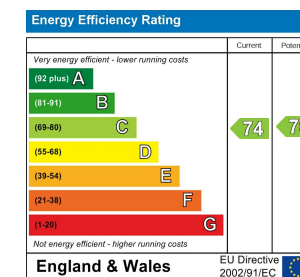 Energy Efficiency Rating
Current
Very energy efficient - lower running costs
(92 plus) A
(81-91) B
(69-80) C 74
(55-68) D
(39-54) E
(21-38) F
(1-20) G
Not energy efficient - higher running costs
England & Wales
EU Directive
2002/91/EC